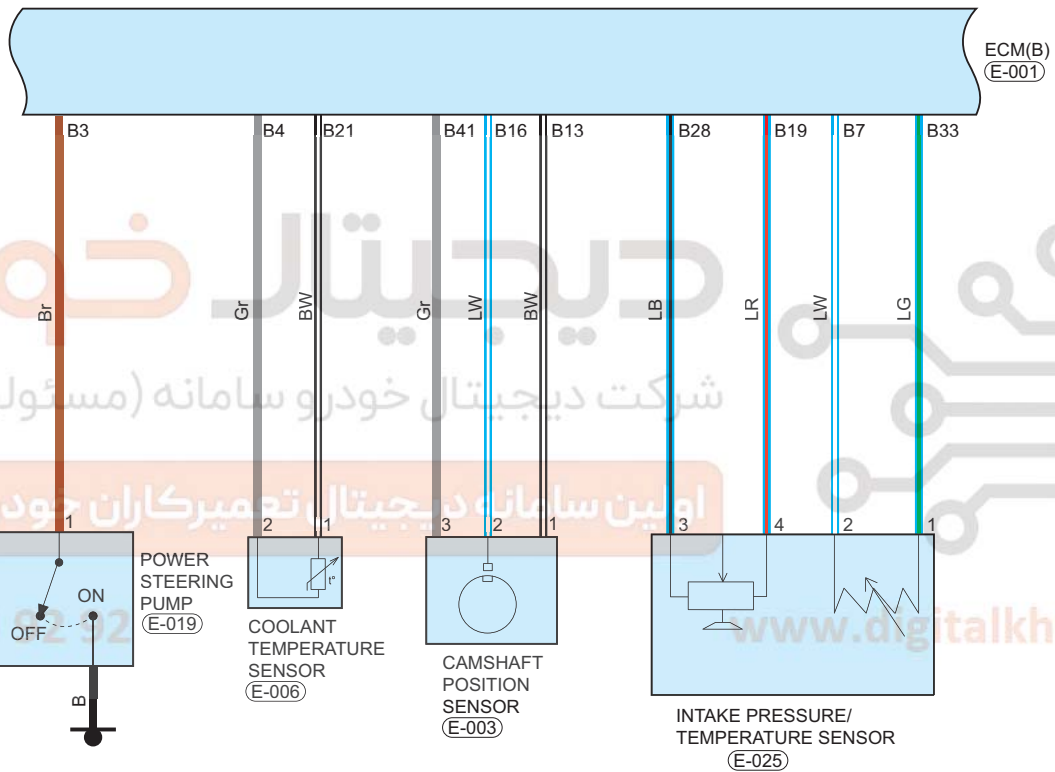 ECM(B)
E-001
B3 B4 B21 B41 B16 B13 B28 B19 B7 B33
دیجیتال خو
Br Gr BW Gr LW BW LB LR LW LG
شرکت دیجیتال خودرو سامانه (مسئول
اولین سامانه دیجیتال تعمیرکاران خود
1 2 1 3 2 1 3 4 2 1
t°
POWER
STEERING
PUMP
E-019
ON
OFF
B
COOLANT
TEMPERATURE
SENSOR
E-006
CAMSHAFT
POSITION
SENSOR
E-003
www.digitalkh
INTAKE PRESSURE/
TEMPERATURE SENSOR
E-025